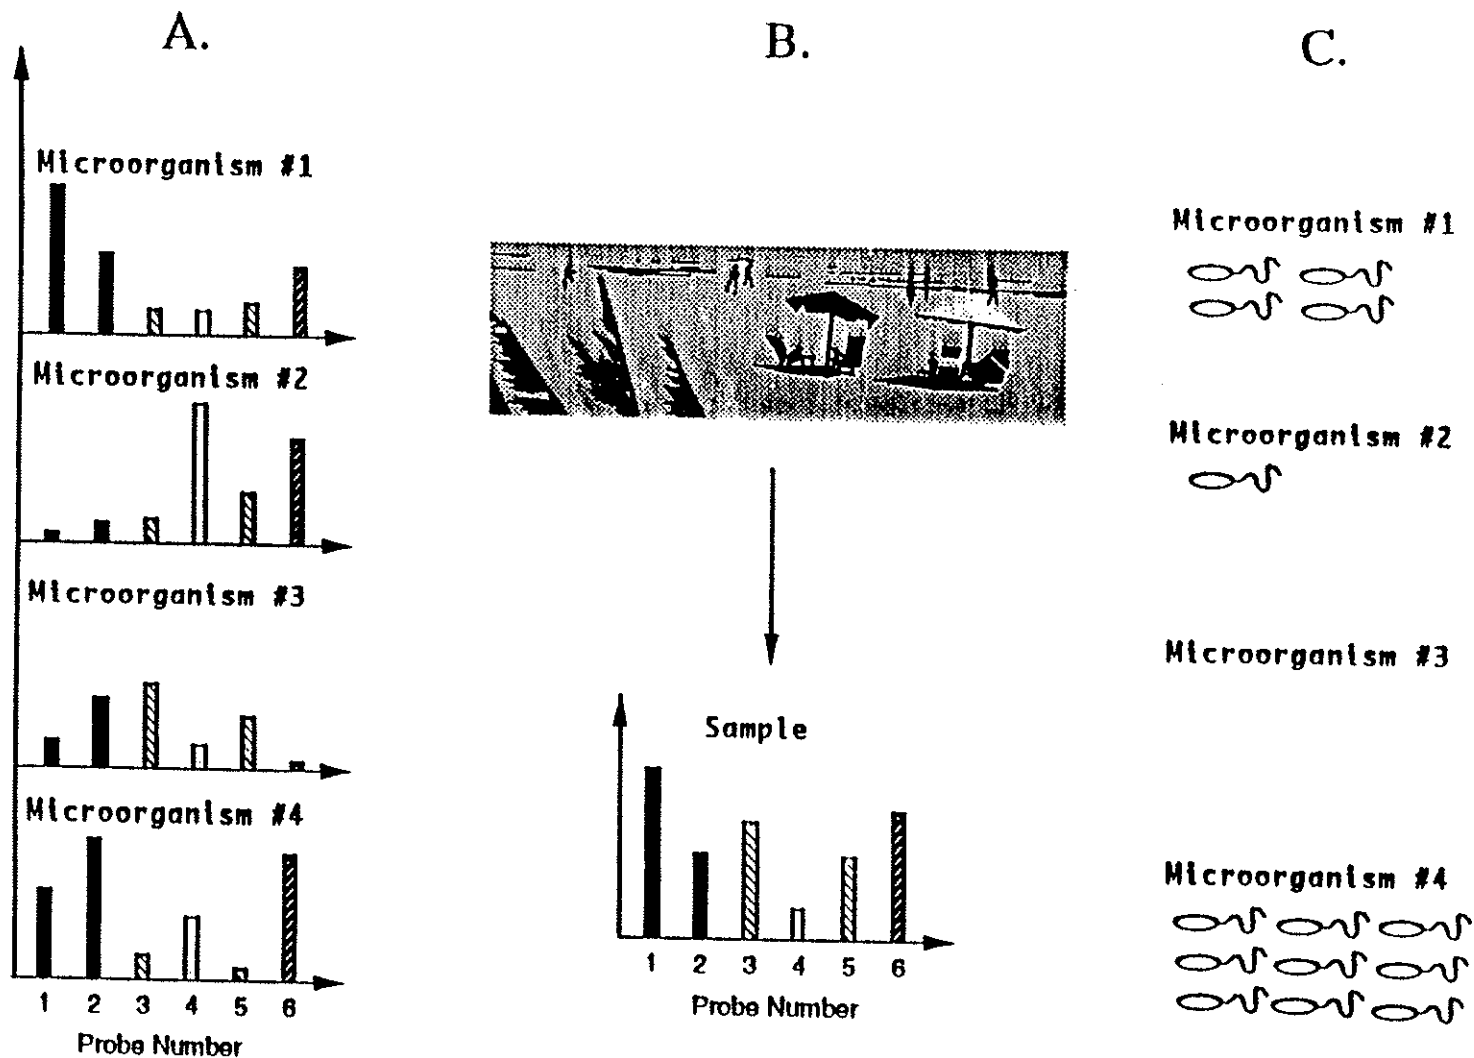 A.
B.
C.
Microorganism #1
Microorganism #2
Microorganism #3
Microorganism #4
1 2 3 4 5 6
Probe Number
Sample
1 2 3 4 5 6
Probe Number
Microorganism #1
Microorganism #2
Microorganism #3
Microorganism #4